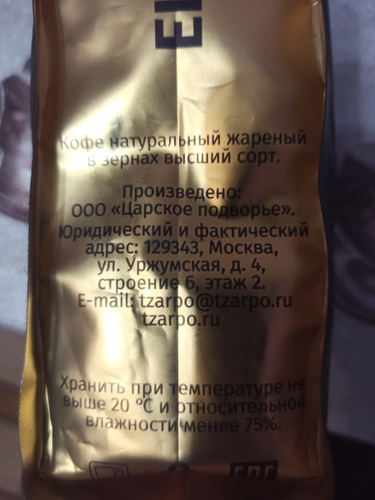 Кофе натуральный жареный
в зернах высший сорт.
Произведено:
ООО «Царское подворье».
Юридический и фактический
адрес: 129343, Москва,
ул. Уржумская, д. 4,
строение 6, этаж 2.
E-mail: tzarpo@tzarpo.ru
tzarpo.ru
Хранить при температуре не
выше 20 °С и относительной
влажности менее 75%.